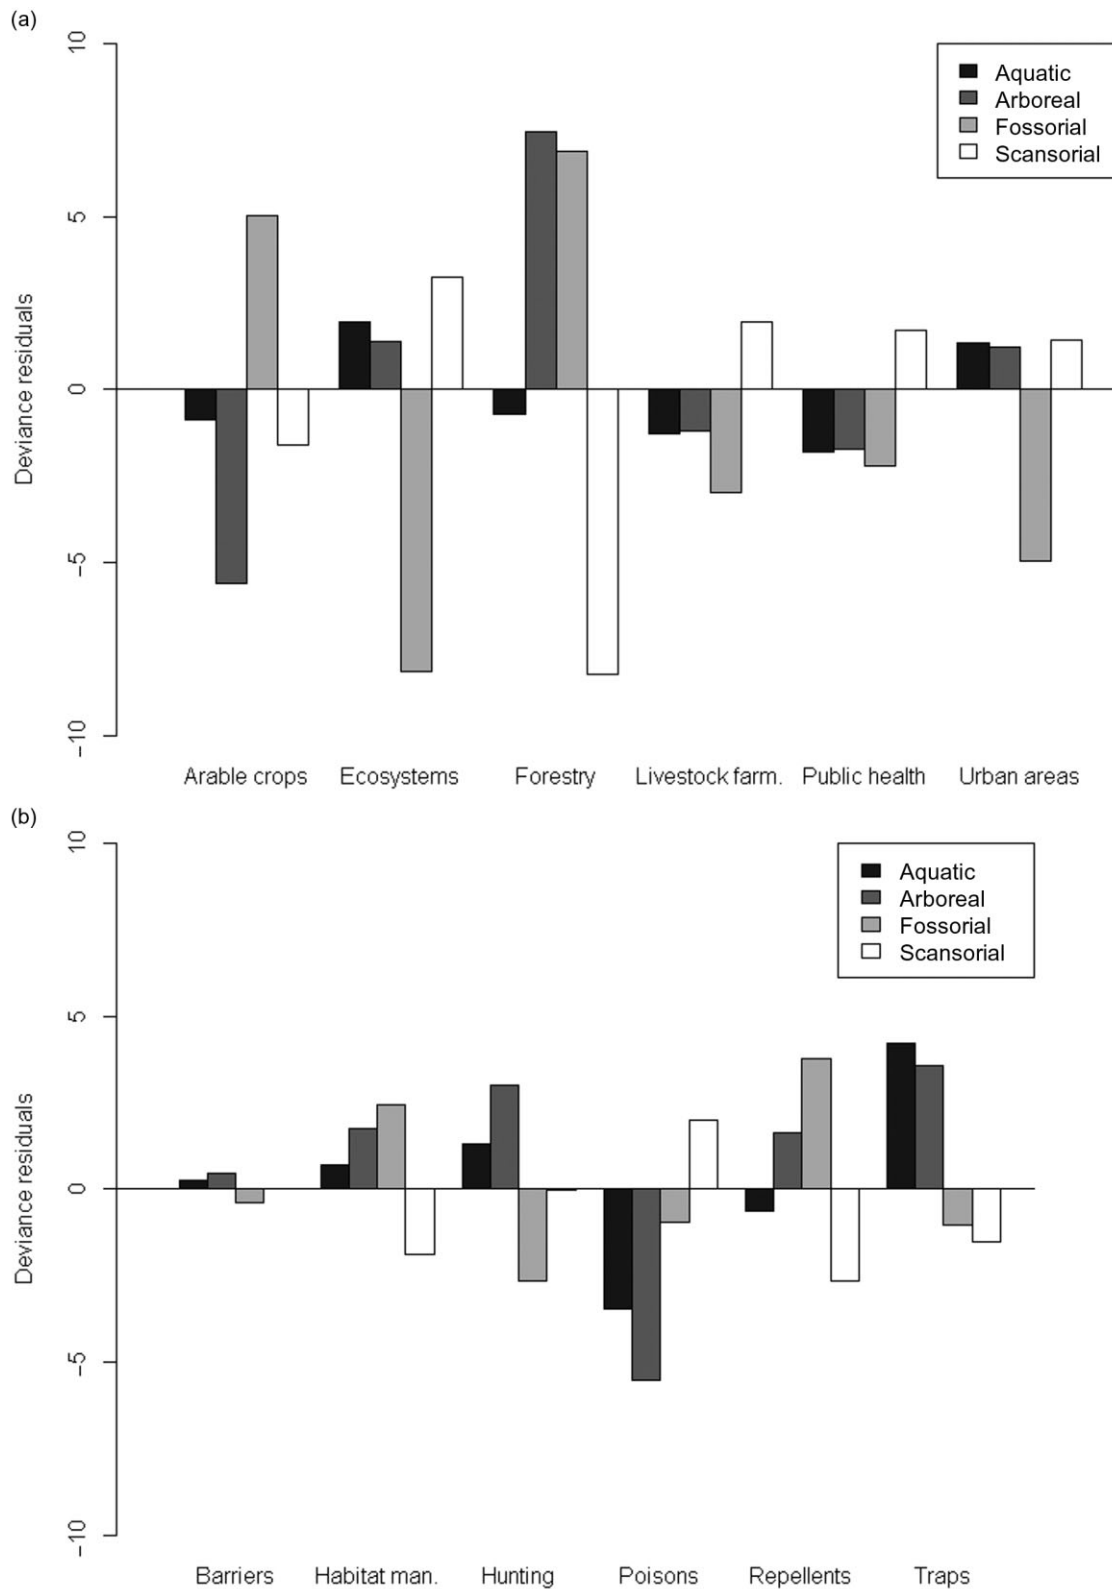 (a)
10
5
0
−5
−10
Deviance residuals
Aquatic
Arboreal
Fossorial
Scansorial
Arable crops Ecosystems Forestry Livestock farm. Public health Urban areas
(b)
10
5
0
−5
−10
Deviance residuals
Aquatic
Arboreal
Fossorial
Scansorial
Barriers Habitat man. Hunting Poisons Repellents Traps